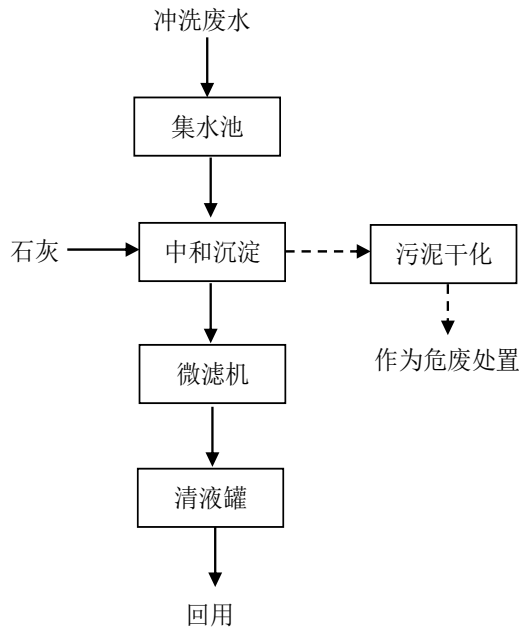 冲洗废水
集水池
石灰
中和沉淀
污泥干化
作为危废处置
微滤机
清液罐
回用